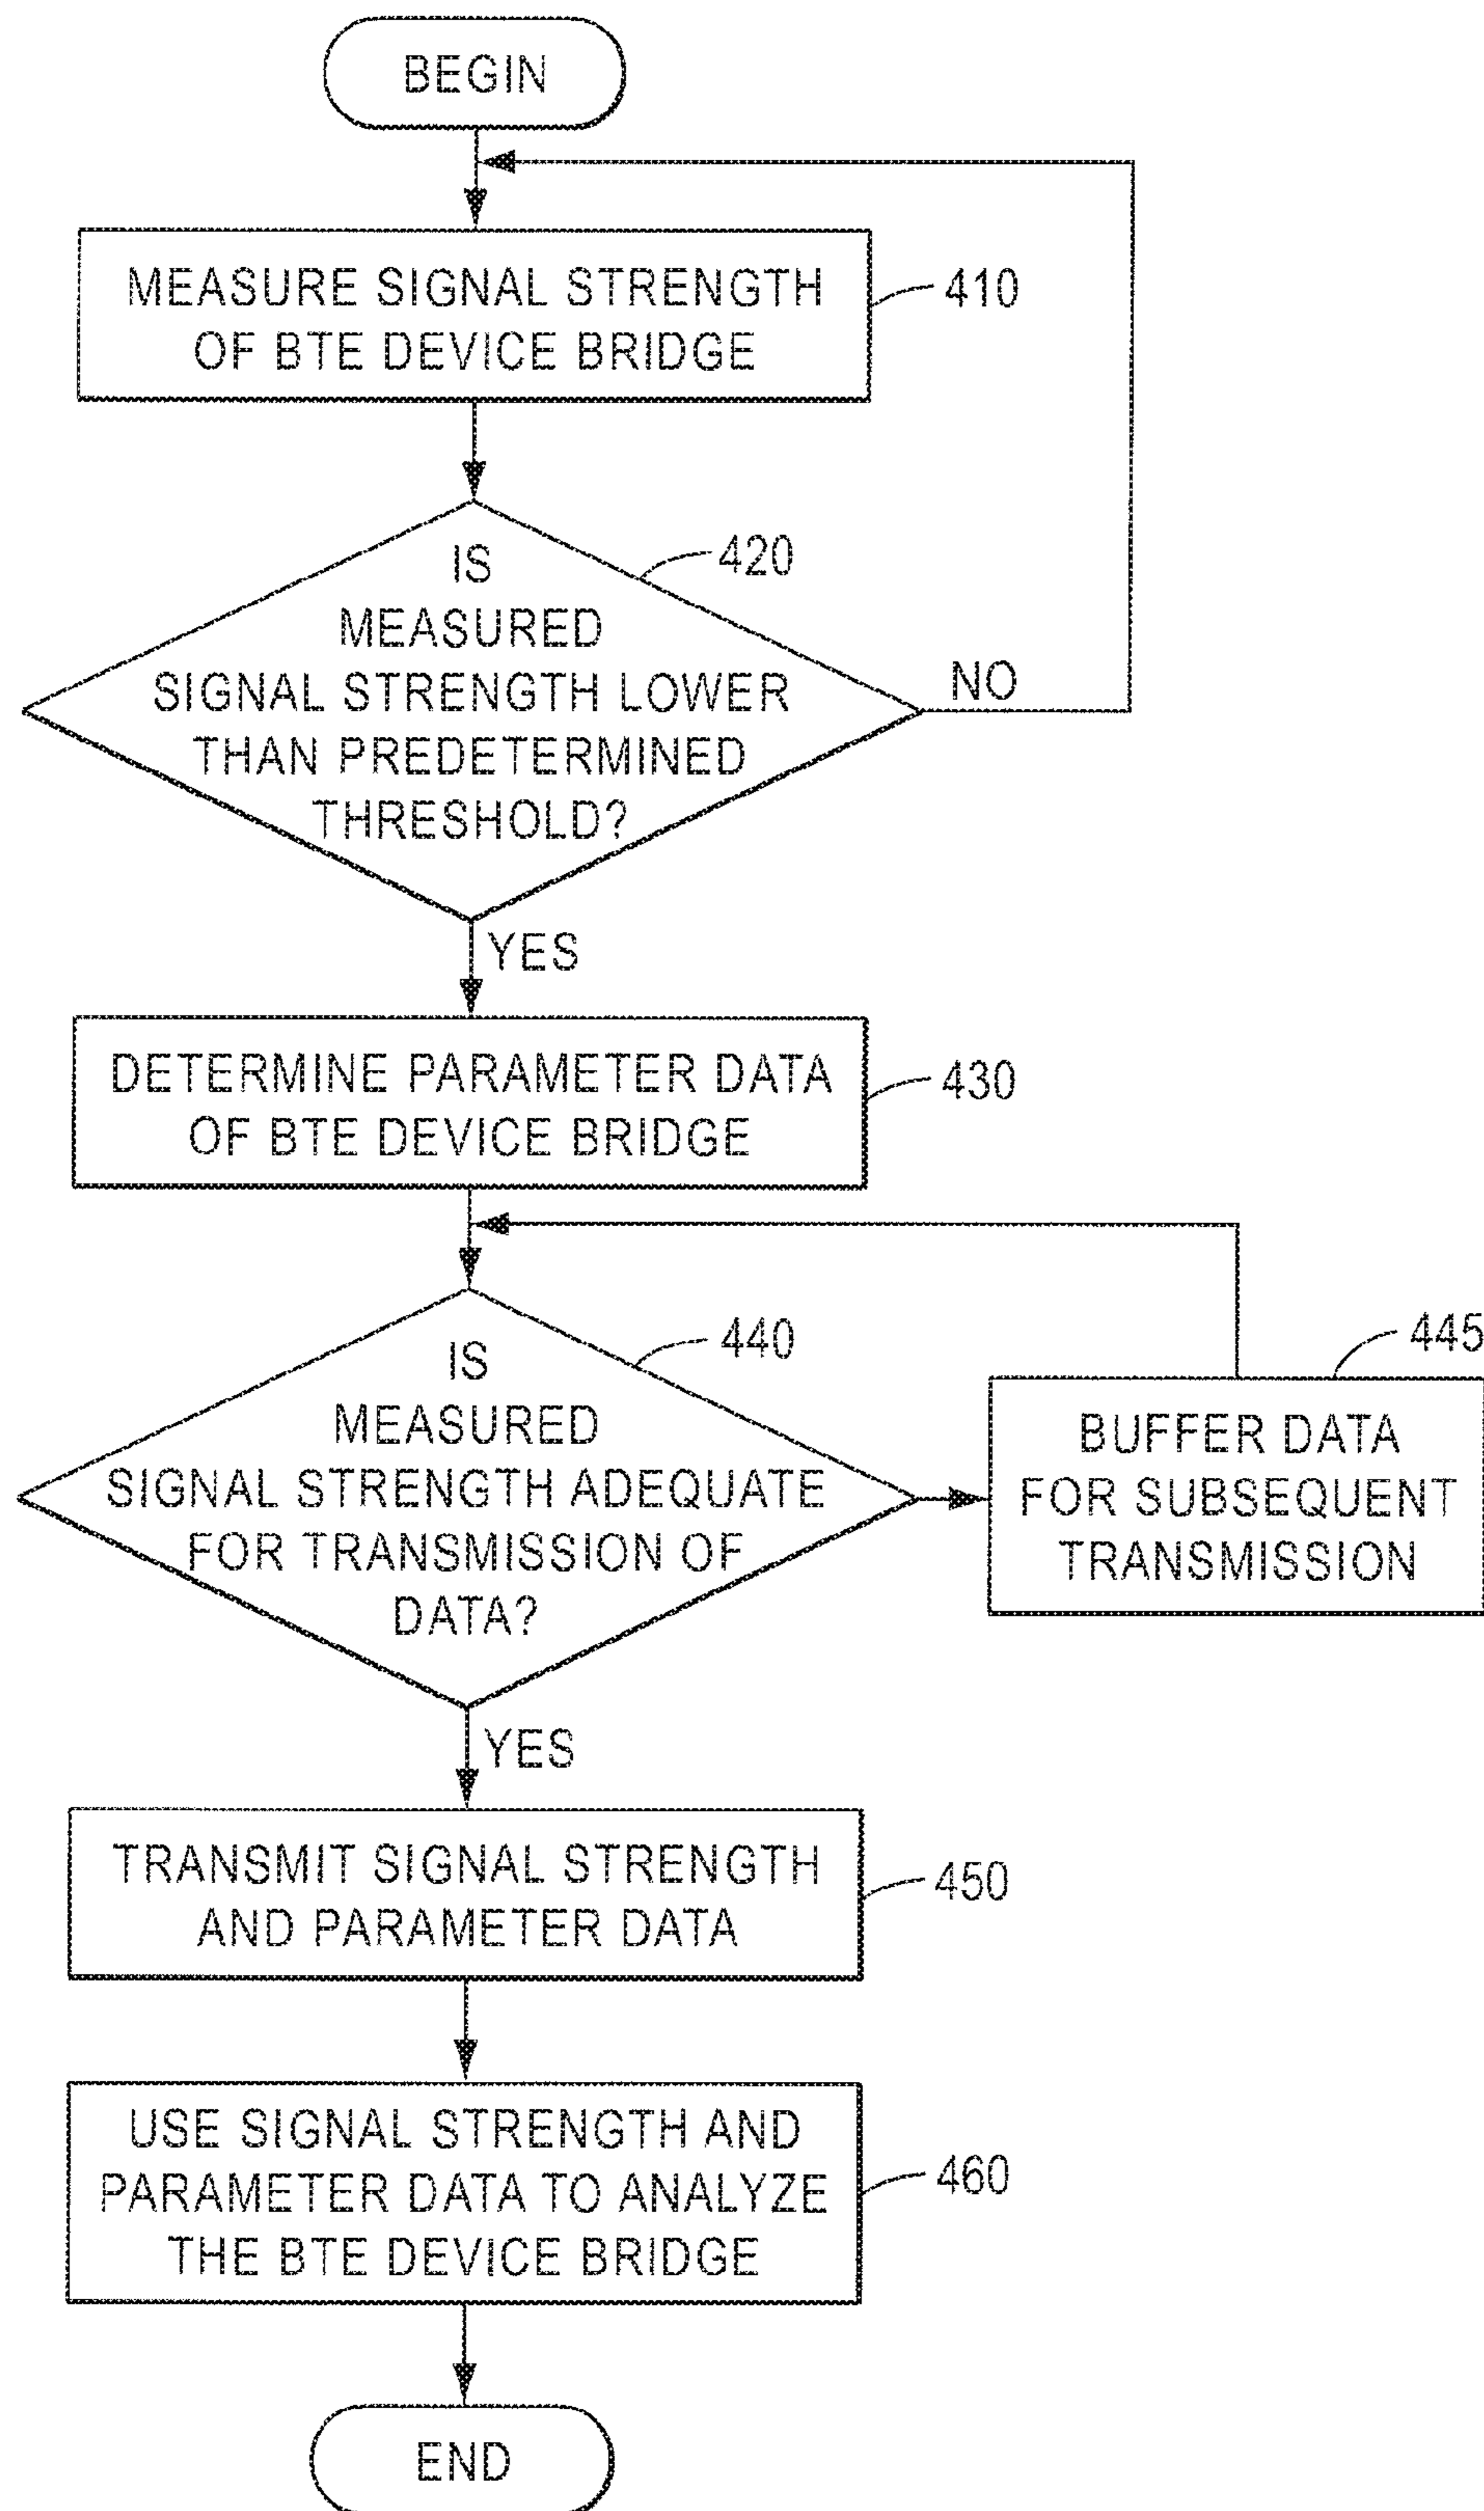 BEGIN
MEASURE SIGNAL STRENGTH
OF BTE DEVICE BRIDGE
410
IS
MEASURED
SIGNAL STRENGTH LOWER
THAN PREDETERMINED
THRESHOLD?
420
NO
YES
DETERMINE PARAMETER DATA
OF BTE DEVICE BRIDGE
430
IS
MEASURED
SIGNAL STRENGTH ADEQUATE
FOR TRANSMISSION OF
DATA?
440
445
BUFFER DATA
FOR SUBSEQUENT
TRANSMISSION
YES
TRANSMIT SIGNAL STRENGTH
AND PARAMETER DATA
450
USE SIGNAL STRENGTH AND
PARAMETER DATA TO ANALYZE
THE BTE DEVICE BRIDGE
460
END